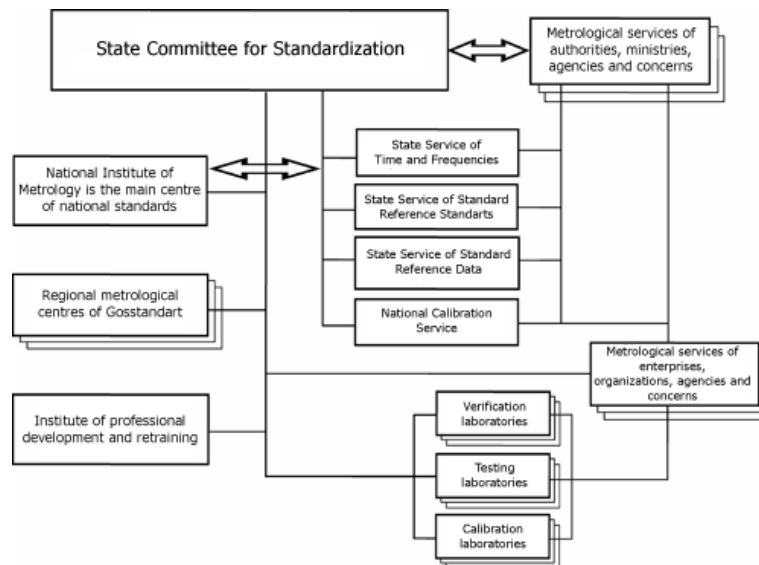 State Committee for Standardization
Metrological services of
authorities, ministries,
agencies and concerns
State Service of
Time and Frequencies
National Institute of
Metrology is the main centre
of national standards
State Service of Standard
Reference Standarts
State Service of Standard
Reference Data
Regional metrological
centres of Gosstandart
National Calibration
Service
Metrological services of
enterprises,
organizations, agencies and
concerns
Institute of professional
development and retraining
Verification
laboratories
Testing
laboratories
Calibration
laboratories